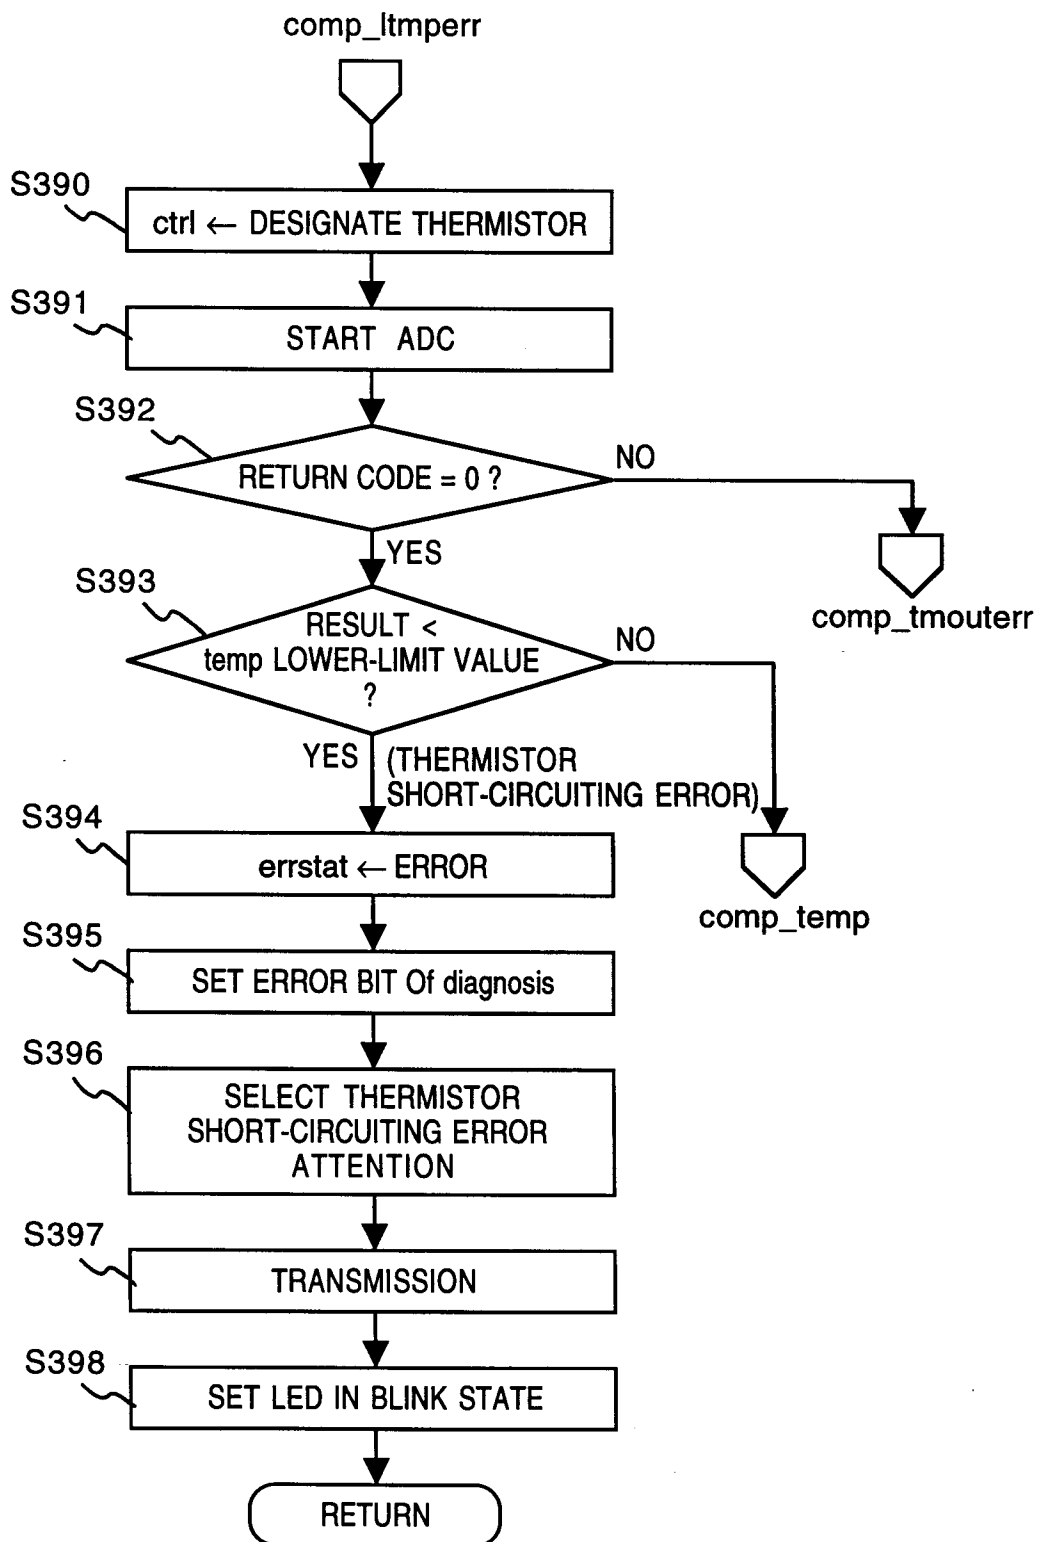 comp_ltmperr
S390
ctrl ← DESIGNATE THERMISTOR
S391
START ADC
S392
RETURN CODE = 0 ?
NO
YES
comp_tmouterr
S393
RESULT <
temp LOWER-LIMIT VALUE
?
NO
YES
(THERMISTOR
SHORT-CIRCUITING ERROR)
comp_temp
S394
errstat ← ERROR
S395
SET ERROR BIT Of diagnosis
S396
SELECT THERMISTOR
SHORT-CIRCUITING ERROR
ATTENTION
S397
TRANSMISSION
S398
SET LED IN BLINK STATE
RETURN